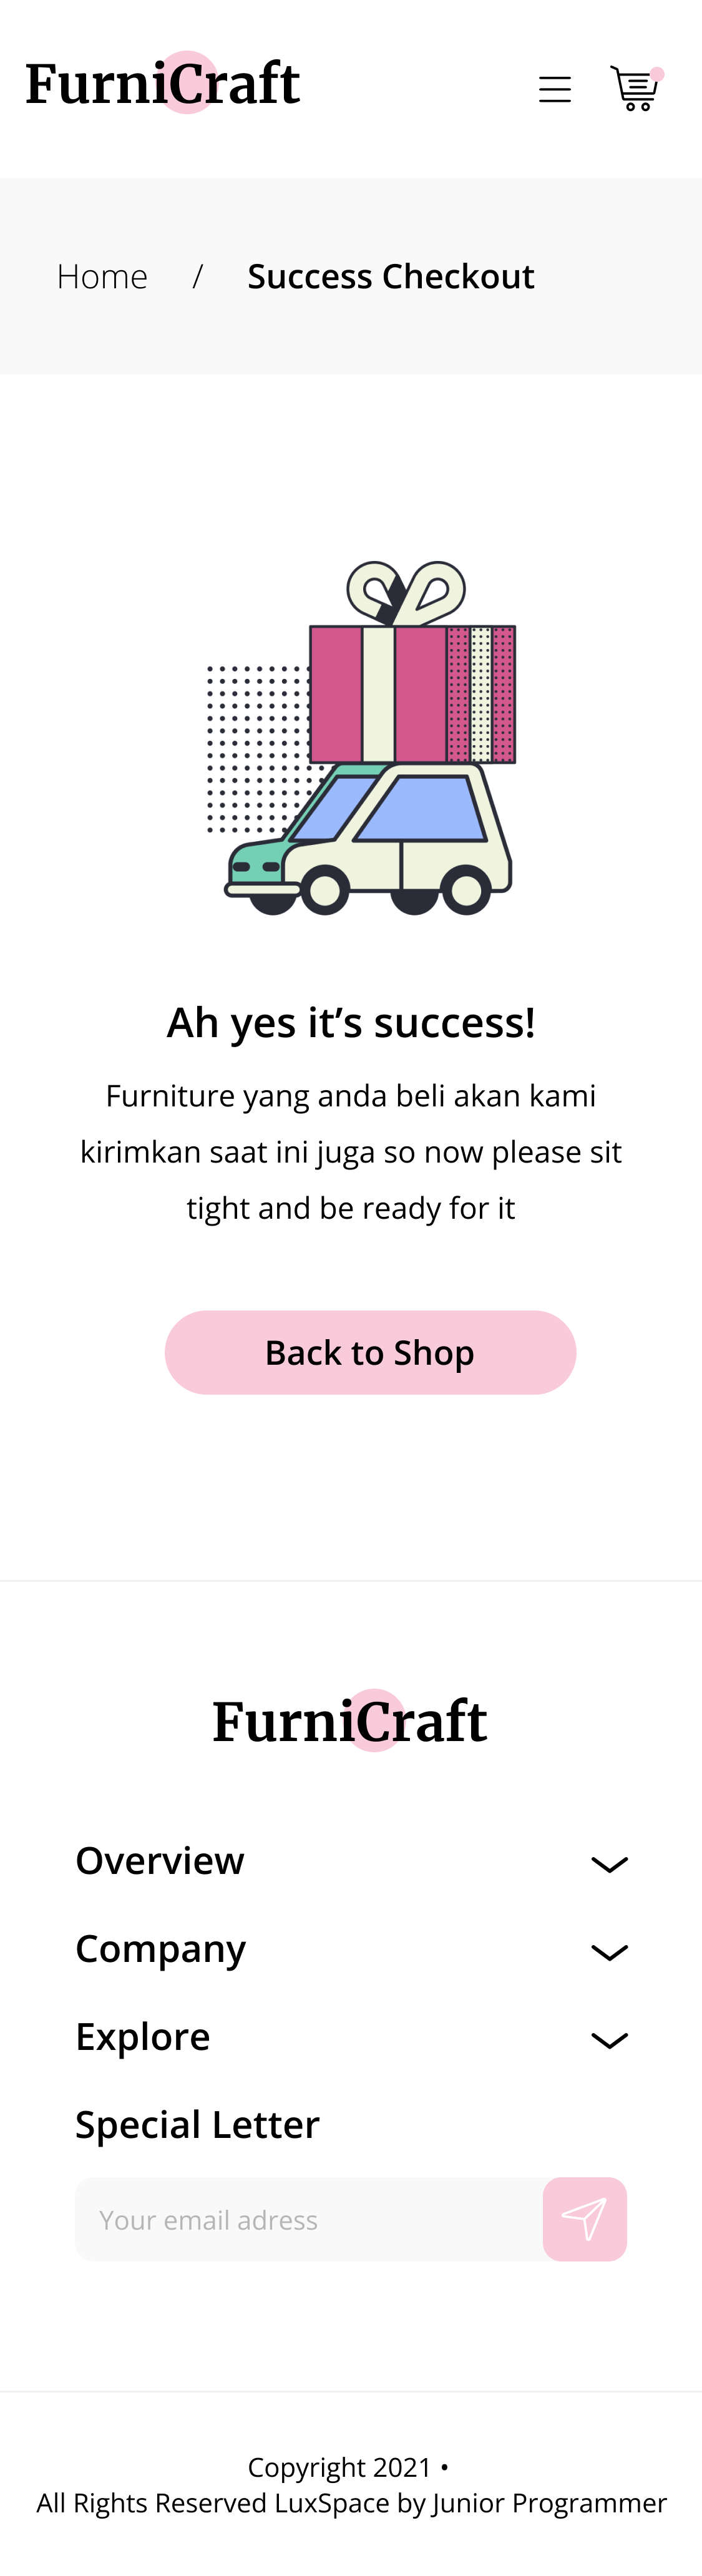 FurniCraft
Home / Success Checkout
Ah yes it’s success!
Furniture yang anda beli akan kami
kirimkan saat ini juga so now please sit
tight and be ready for it
Back to Shop
FurniCraft
Overview
Company
Explore
Special Letter
Your email adress
Copyright 2021 •
All Rights Reserved LuxSpace by Junior Programmer